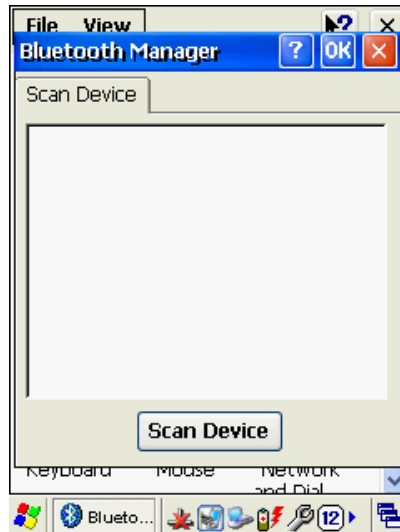 File View
Bluetooth Manager ? OK
Scan Device
Scan Device
Keyboard Mouse Network
and Dial
Blueto... 12